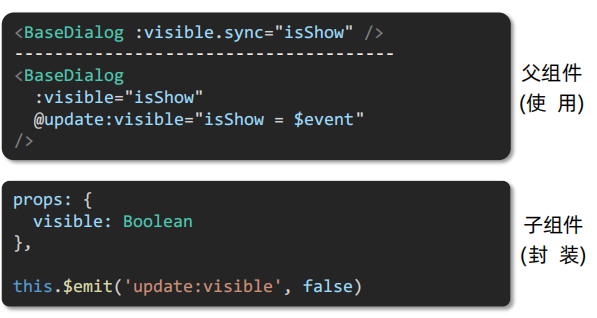 <BaseDialog :visible.sync="isShow" />
------------------------------------
<BaseDialog
  :visible="isShow"
  @update:visible="isShow = $event"
/>
父组件
(使 用)
props: {
  visible: Boolean
},
this.$emit('update:visible', false)
子组件
(封 装)